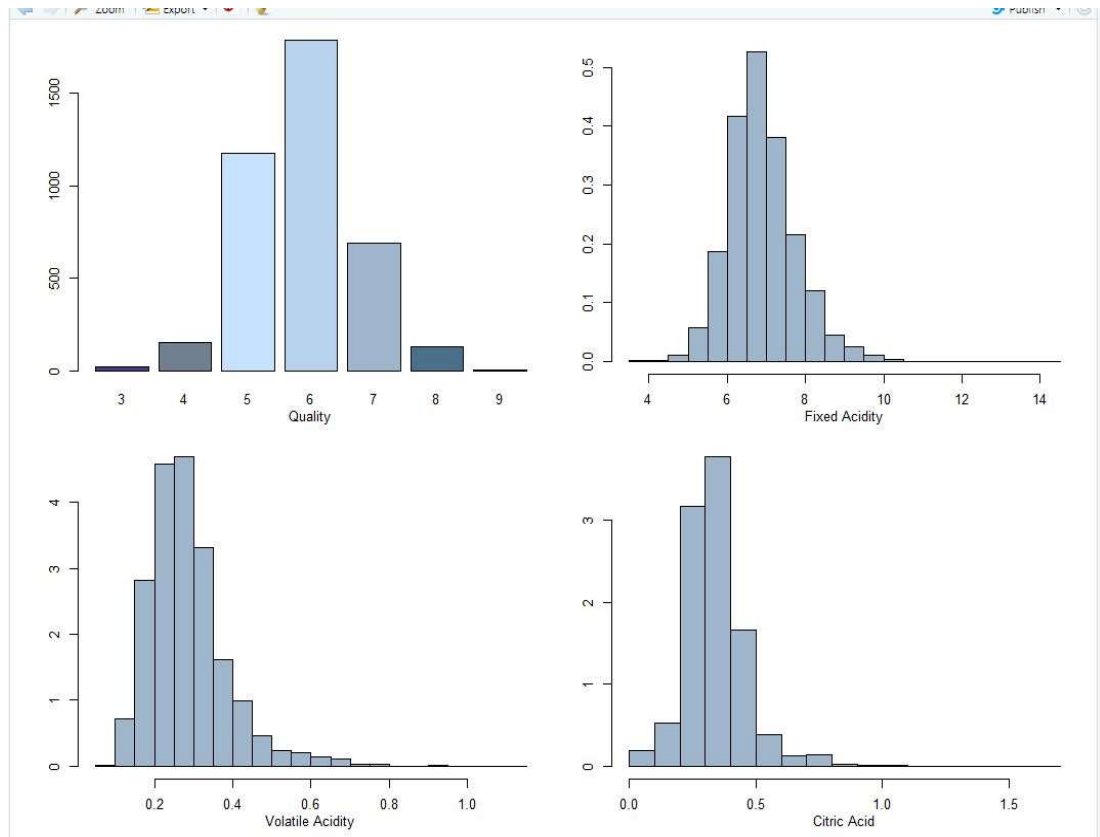 Zoom Export Publish
1500
1000
500
0
3 4 5 6 7 8 9
Quality
0.5
0.4
0.3
0.2
0.1
0.0
4 6 8 10 12 14
Fixed Acidity
4
3
2
1
0
0.2 0.4 0.6 0.8 1.0
Volatile Acidity
3
2
1
0
0.0 0.5 1.0 1.5
Citric Acid